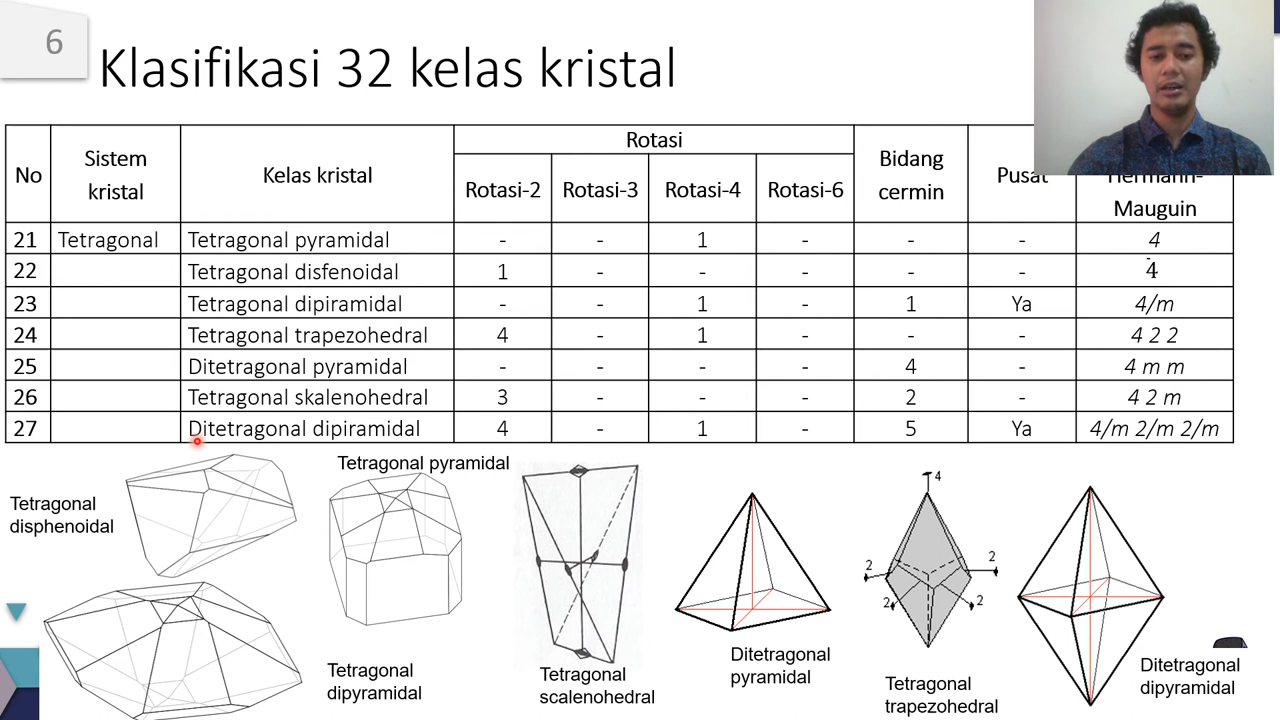 6
Klasifikasi 32 kelas kristal
No Sistem kristal Kelas kristal Rotasi Bidang cermin Pusat Hermann-Mauguin
Rotasi-2 Rotasi-3 Rotasi-4 Rotasi-6
21 Tetragonal Tetragonal pyramidal - - 1 - - - 4
22 Tetragonal disfenoidal 1 - - - - - 4̄
23 Tetragonal dipiramidal - - 1 - 1 Ya 4/m
24 Tetragonal trapezohedral 4 - 1 - - - 4 2 2
25 Ditetragonal pyramidal - - - - 4 - 4 m m
26 Tetragonal skalenohedral 3 - - - 2 - 4 2 m
27 Ditetragonal dipiramidal 4 - 1 - 5 Ya 4/m 2/m 2/m
Tetragonal
disphenoidal
Tetragonal pyramidal
Tetragonal
dipyramidal
Tetragonal
scalenohedral
Ditetragonal
pyramidal
4
2
2
2
2
Tetragonal
trapezohedral
Ditetragonal
dipyramidal